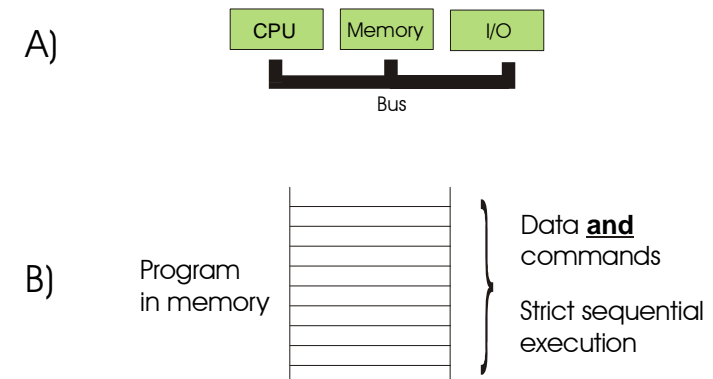 A)
CPU Memory I/O
Bus
B)
Program
in memory
Data and
commands
Strict sequential
execution